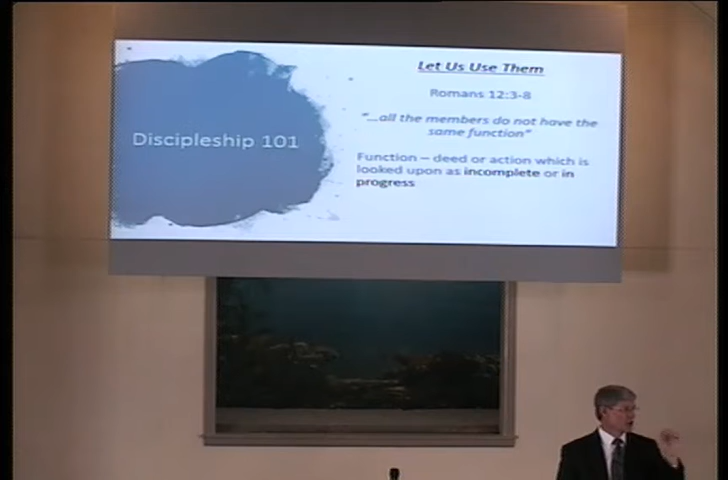 Discipleship 101
Let Us Use Them
Romans 12:3-8
"...all the members do not have the
same function"
Function – deed or action which is
looked upon as incomplete or in
progress